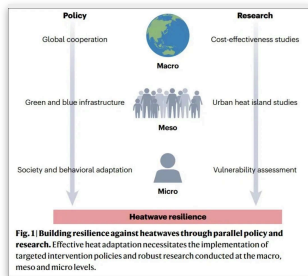 Policy Research
Global cooperation Cost-effectiveness studies
Macro
Green and blue infrastructure Urban heat island studies
Meso
Society and behavioral adaptation Vulnerability assessment
Micro
Heatwave resilience
Fig. 1 | Building resilience against heatwaves through parallel policy and
research. Effective heat adaptation necessitates the implementation of
targeted intervention policies and robust research conducted at the macro,
meso and micro levels.